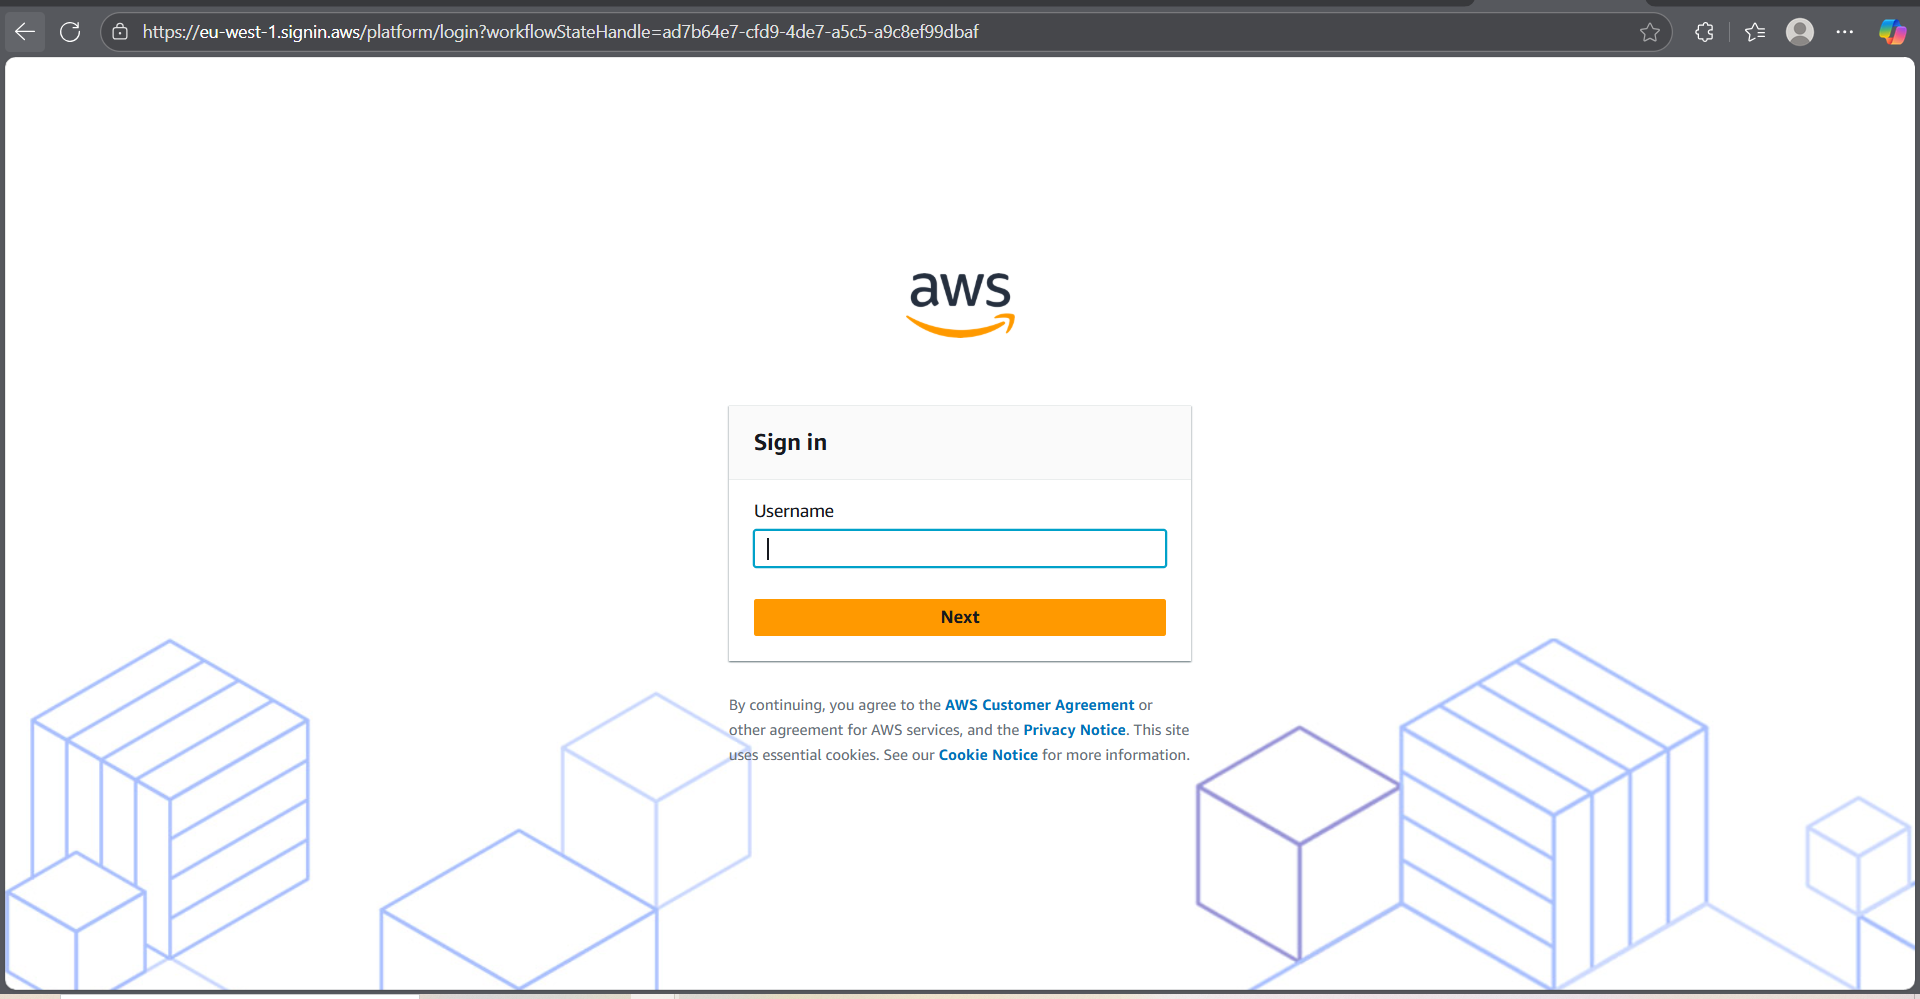 https://eu-west-1.signin.aws/platform/login?workflowStateHandle=ad7b64e7-cfd9-4de7-a5c5-a9c8ef99dbaf
aws
Sign in
Username
Next
By continuing, you agree to the AWS Customer Agreement or
other agreement for AWS services, and the Privacy Notice. This site
uses essential cookies. See our Cookie Notice for more information.